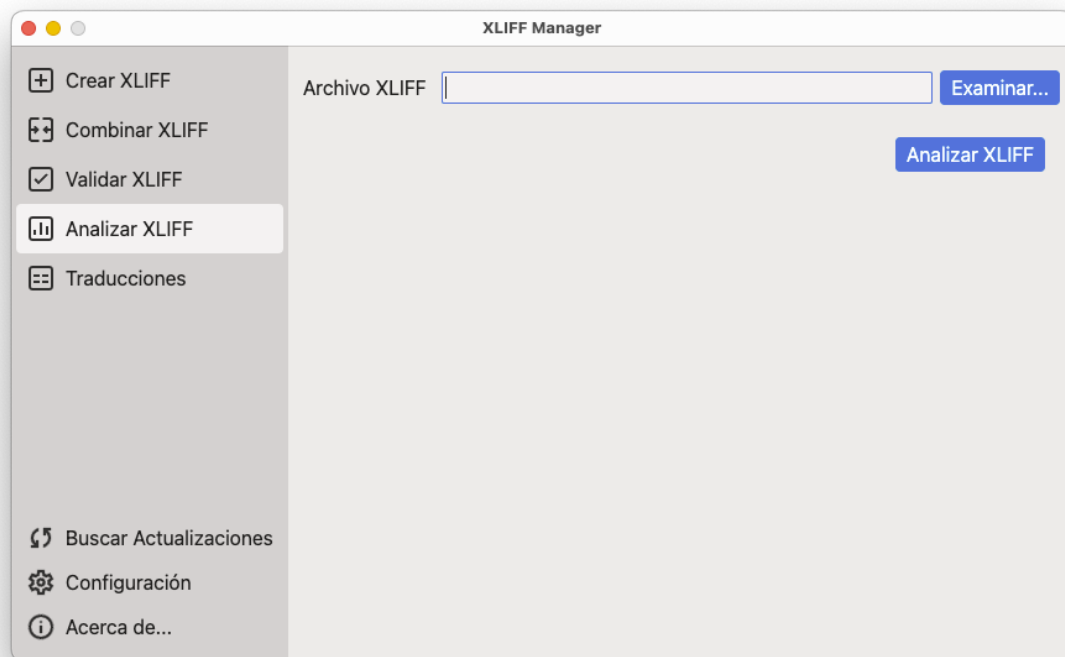 XLIFF Manager
Crear XLIFF
Combinar XLIFF
Validar XLIFF
Analizar XLIFF
Traducciones
Buscar Actualizaciones
Configuración
Acerca de...
Archivo XLIFF
Examinar...
Analizar XLIFF